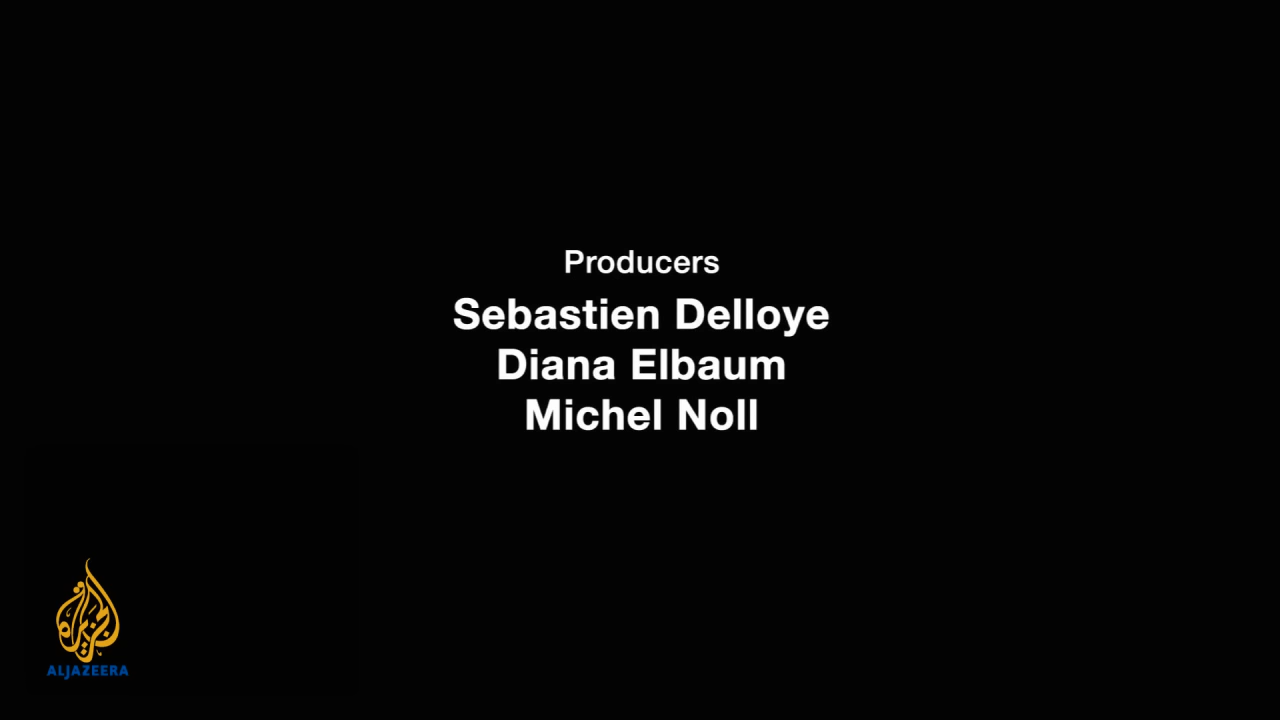 Producers
Sebastien Delloye
Diana Elbaum
Michel Noll
الجزيرة
ALJAZEERA